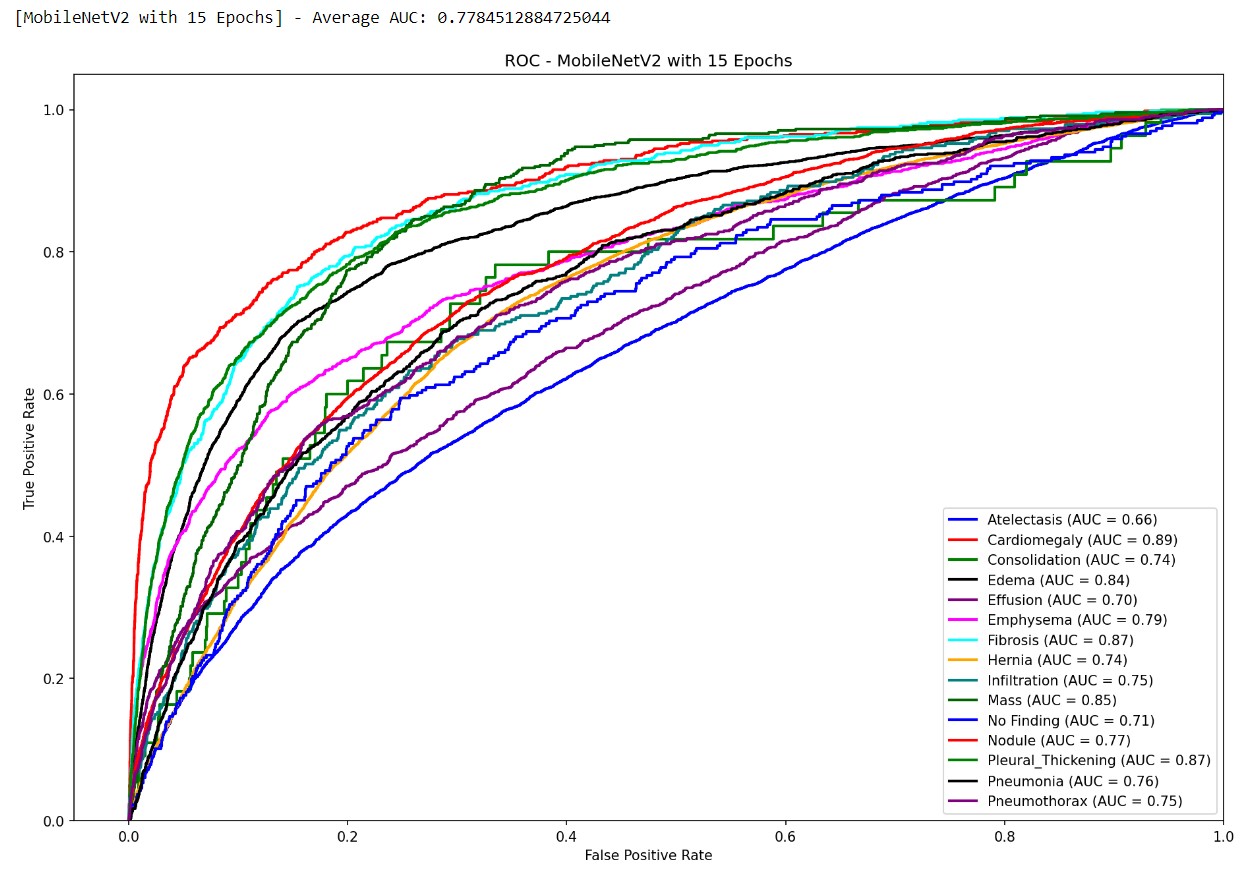 [MobileNetV2 with 15 Epochs] - Average AUC: 0.7784512884725044
ROC - MobileNetV2 with 15 Epochs
1.0
0.8
0.6
0.4
0.2
0.0
True Positive Rate
Atelectasis (AUC = 0.66)
Cardiomegaly (AUC = 0.89)
Consolidation (AUC = 0.74)
Edema (AUC = 0.84)
Effusion (AUC = 0.70)
Emphysema (AUC = 0.79)
Fibrosis (AUC = 0.87)
Hernia (AUC = 0.74)
Infiltration (AUC = 0.75)
Mass (AUC = 0.85)
No Finding (AUC = 0.71)
Nodule (AUC = 0.77)
Pleural_Thickening (AUC = 0.87)
Pneumonia (AUC = 0.76)
Pneumothorax (AUC = 0.75)
0.0 0.2 0.4 0.6 0.8 1.0
False Positive Rate